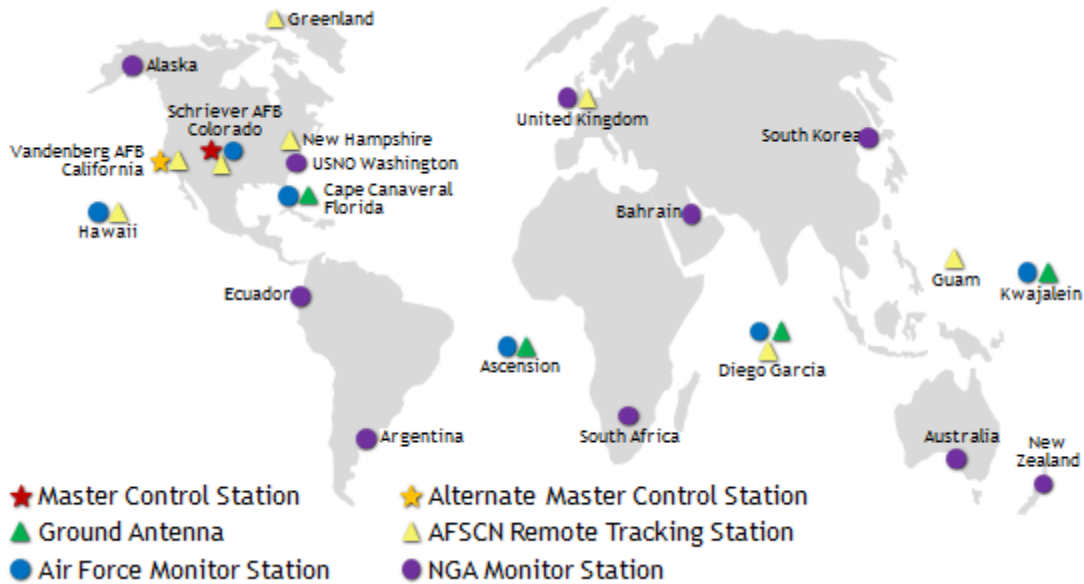 Greenland
Alaska
Schriever AFB
Colorado
New Hampshire
Vandenberg AFB
California
USNO Washington
Cape Canaveral
Florida
Hawaii
United Kingdom
South Korea
Bahrain
Guam
Kwajalein
Ecuador
Ascension
Diego Garcia
Argentina
South Africa
Australia
New
Zealand
Master Control Station
Alternate Master Control Station
Ground Antenna
AFSCN Remote Tracking Station
Air Force Monitor Station
NGA Monitor Station